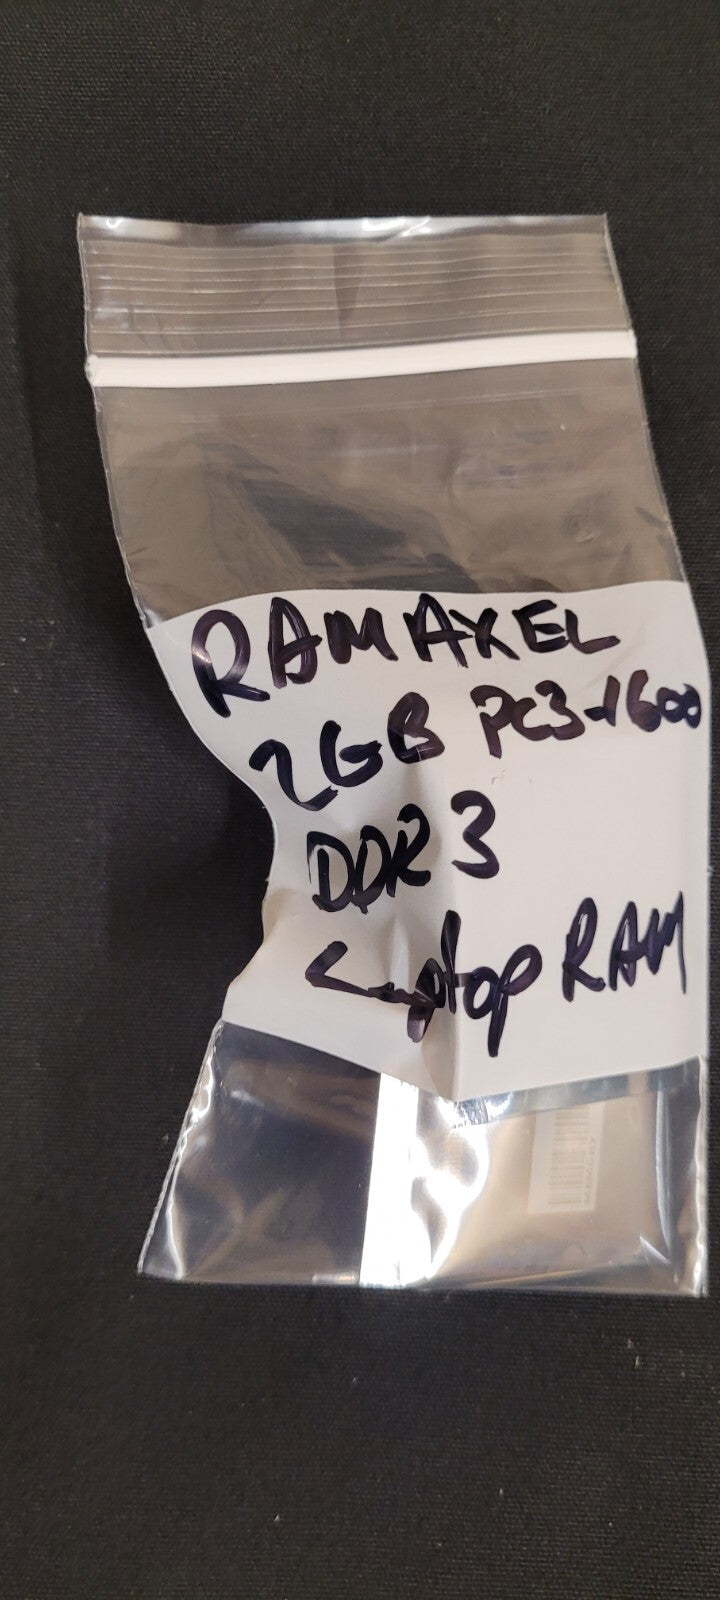 RAMAXEL
2GB PC3-1600
DDR3
Laptop RAM